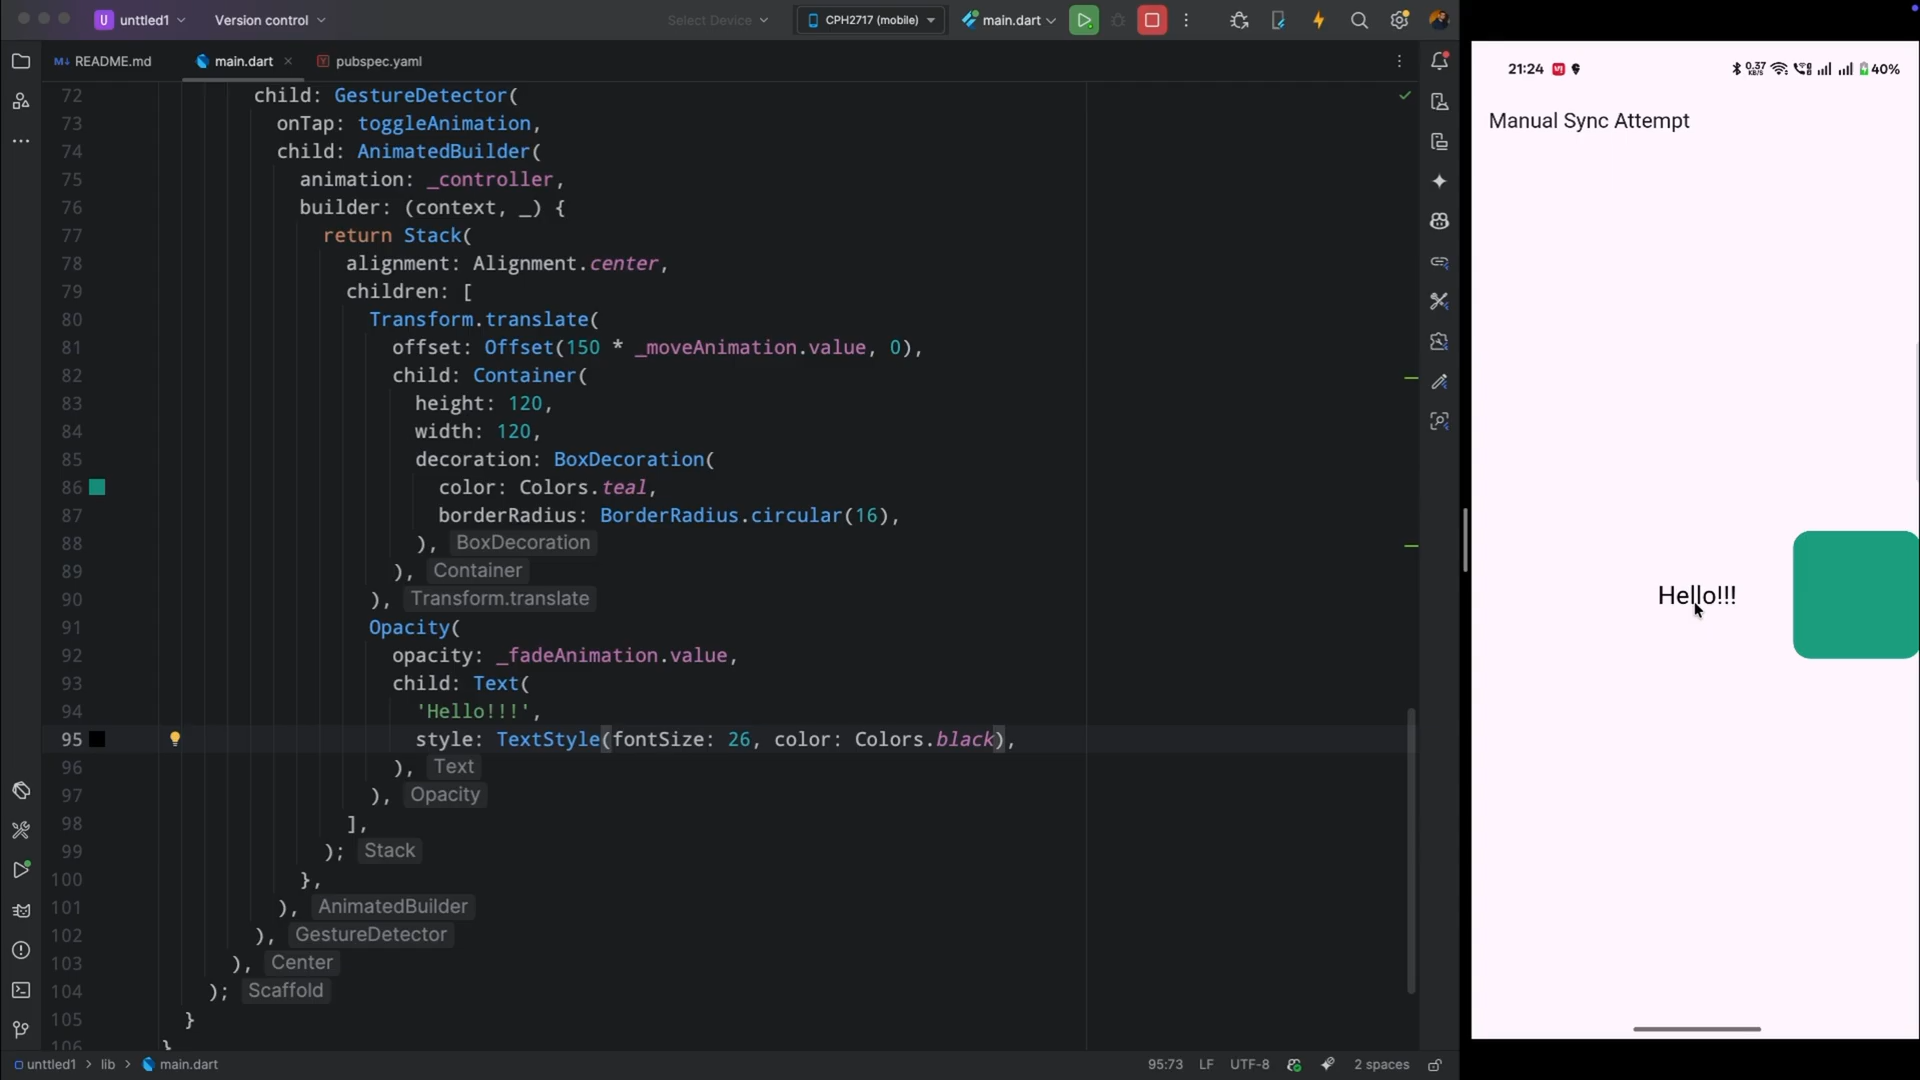 U untitled1 Version control Select Device CPH2717 (mobile) main.dart
README.md main.dart pubspec.yaml
72 child: GestureDetector(
73 onTap: toggleAnimation,
74 child: AnimatedBuilder(
75 animation: _controller,
76 builder: (context, _) {
77 return Stack(
78 alignment: Alignment.center,
79 children: [
80 Transform.translate(
81 offset: Offset(150 * _moveAnimation.value, 0),
82 child: Container(
83 height: 120,
84 width: 120,
85 decoration: BoxDecoration(
86 color: Colors.teal,
87 borderRadius: BorderRadius.circular(16),
88 ), BoxDecoration
89 ), Container
90 ), Transform.translate
91 Opacity(
92 opacity: _fadeAnimation.value,
93 child: Text(
94 'Hello!!!',
95 style: TextStyle(fontSize: 26, color: Colors.black),
96 ), Text
97 ), Opacity
98 ],
99 ); Stack
100 },
101 ), AnimatedBuilder
102 ), GestureDetector
103 ), Center
104 ); Scaffold
105 }
106 }
untitled1 > lib > main.dart 95:73 LF UTF-8 2 spaces
21:24 0.37 KB/S 40%
Manual Sync Attempt
Hello!!!